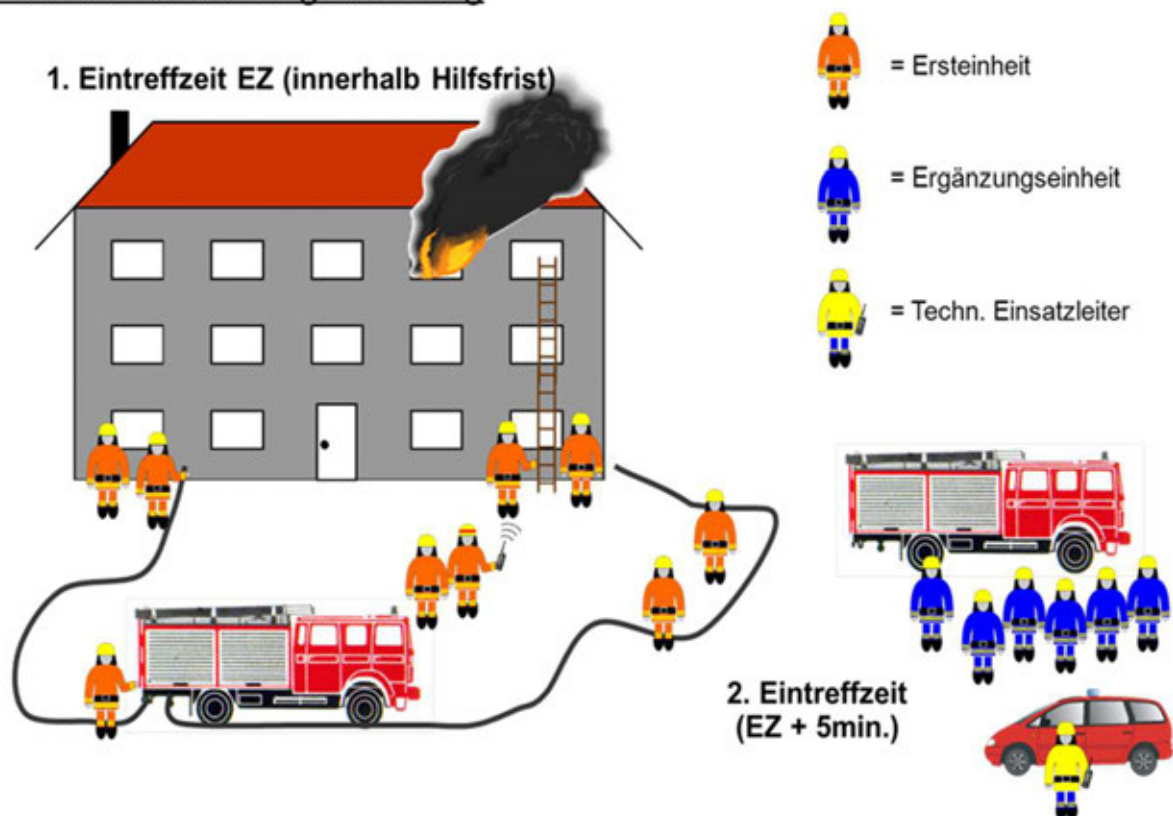 1. Eintreffzeit EZ (innerhalb Hilfsfrist)
= Ersteinheit
= Ergänzungseinheit
= Techn. Einsatzleiter
2. Eintreffzeit
(EZ + 5min.)